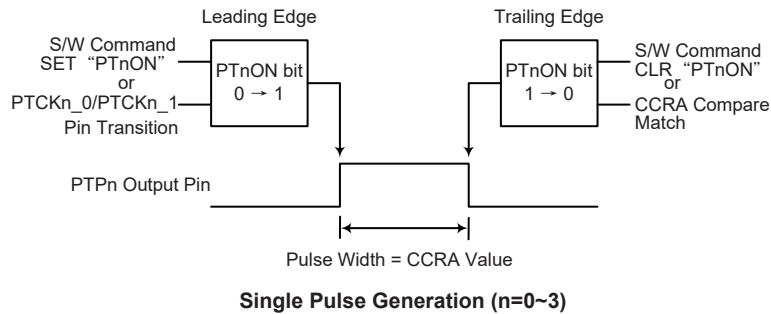 Leading Edge
S/W Command
SET “PTnON”
or
PTCKn_0/PTCKn_1
Pin Transition
PTnON bit
0 → 1
Trailing Edge
PTnON bit
1 → 0
S/W Command
CLR “PTnON”
or
CCRA Compare
Match
PTPn Output Pin
Pulse Width = CCRA Value
Single Pulse Generation (n=0~3)